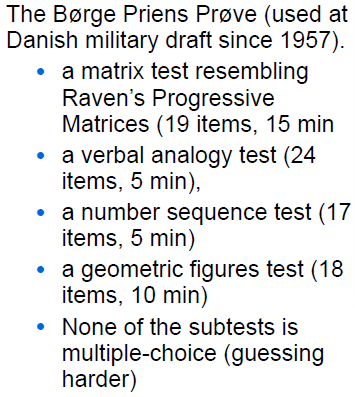 The Børge Priens Prøve (used at
Danish military draft since 1957).
• a matrix test resembling
Raven’s Progressive
Matrices (19 items, 15 min
• a verbal analogy test (24
items, 5 min),
• a number sequence test (17
items, 5 min)
• a geometric figures test (18
items, 10 min)
• None of the subtests is
multiple-choice (guessing
harder)